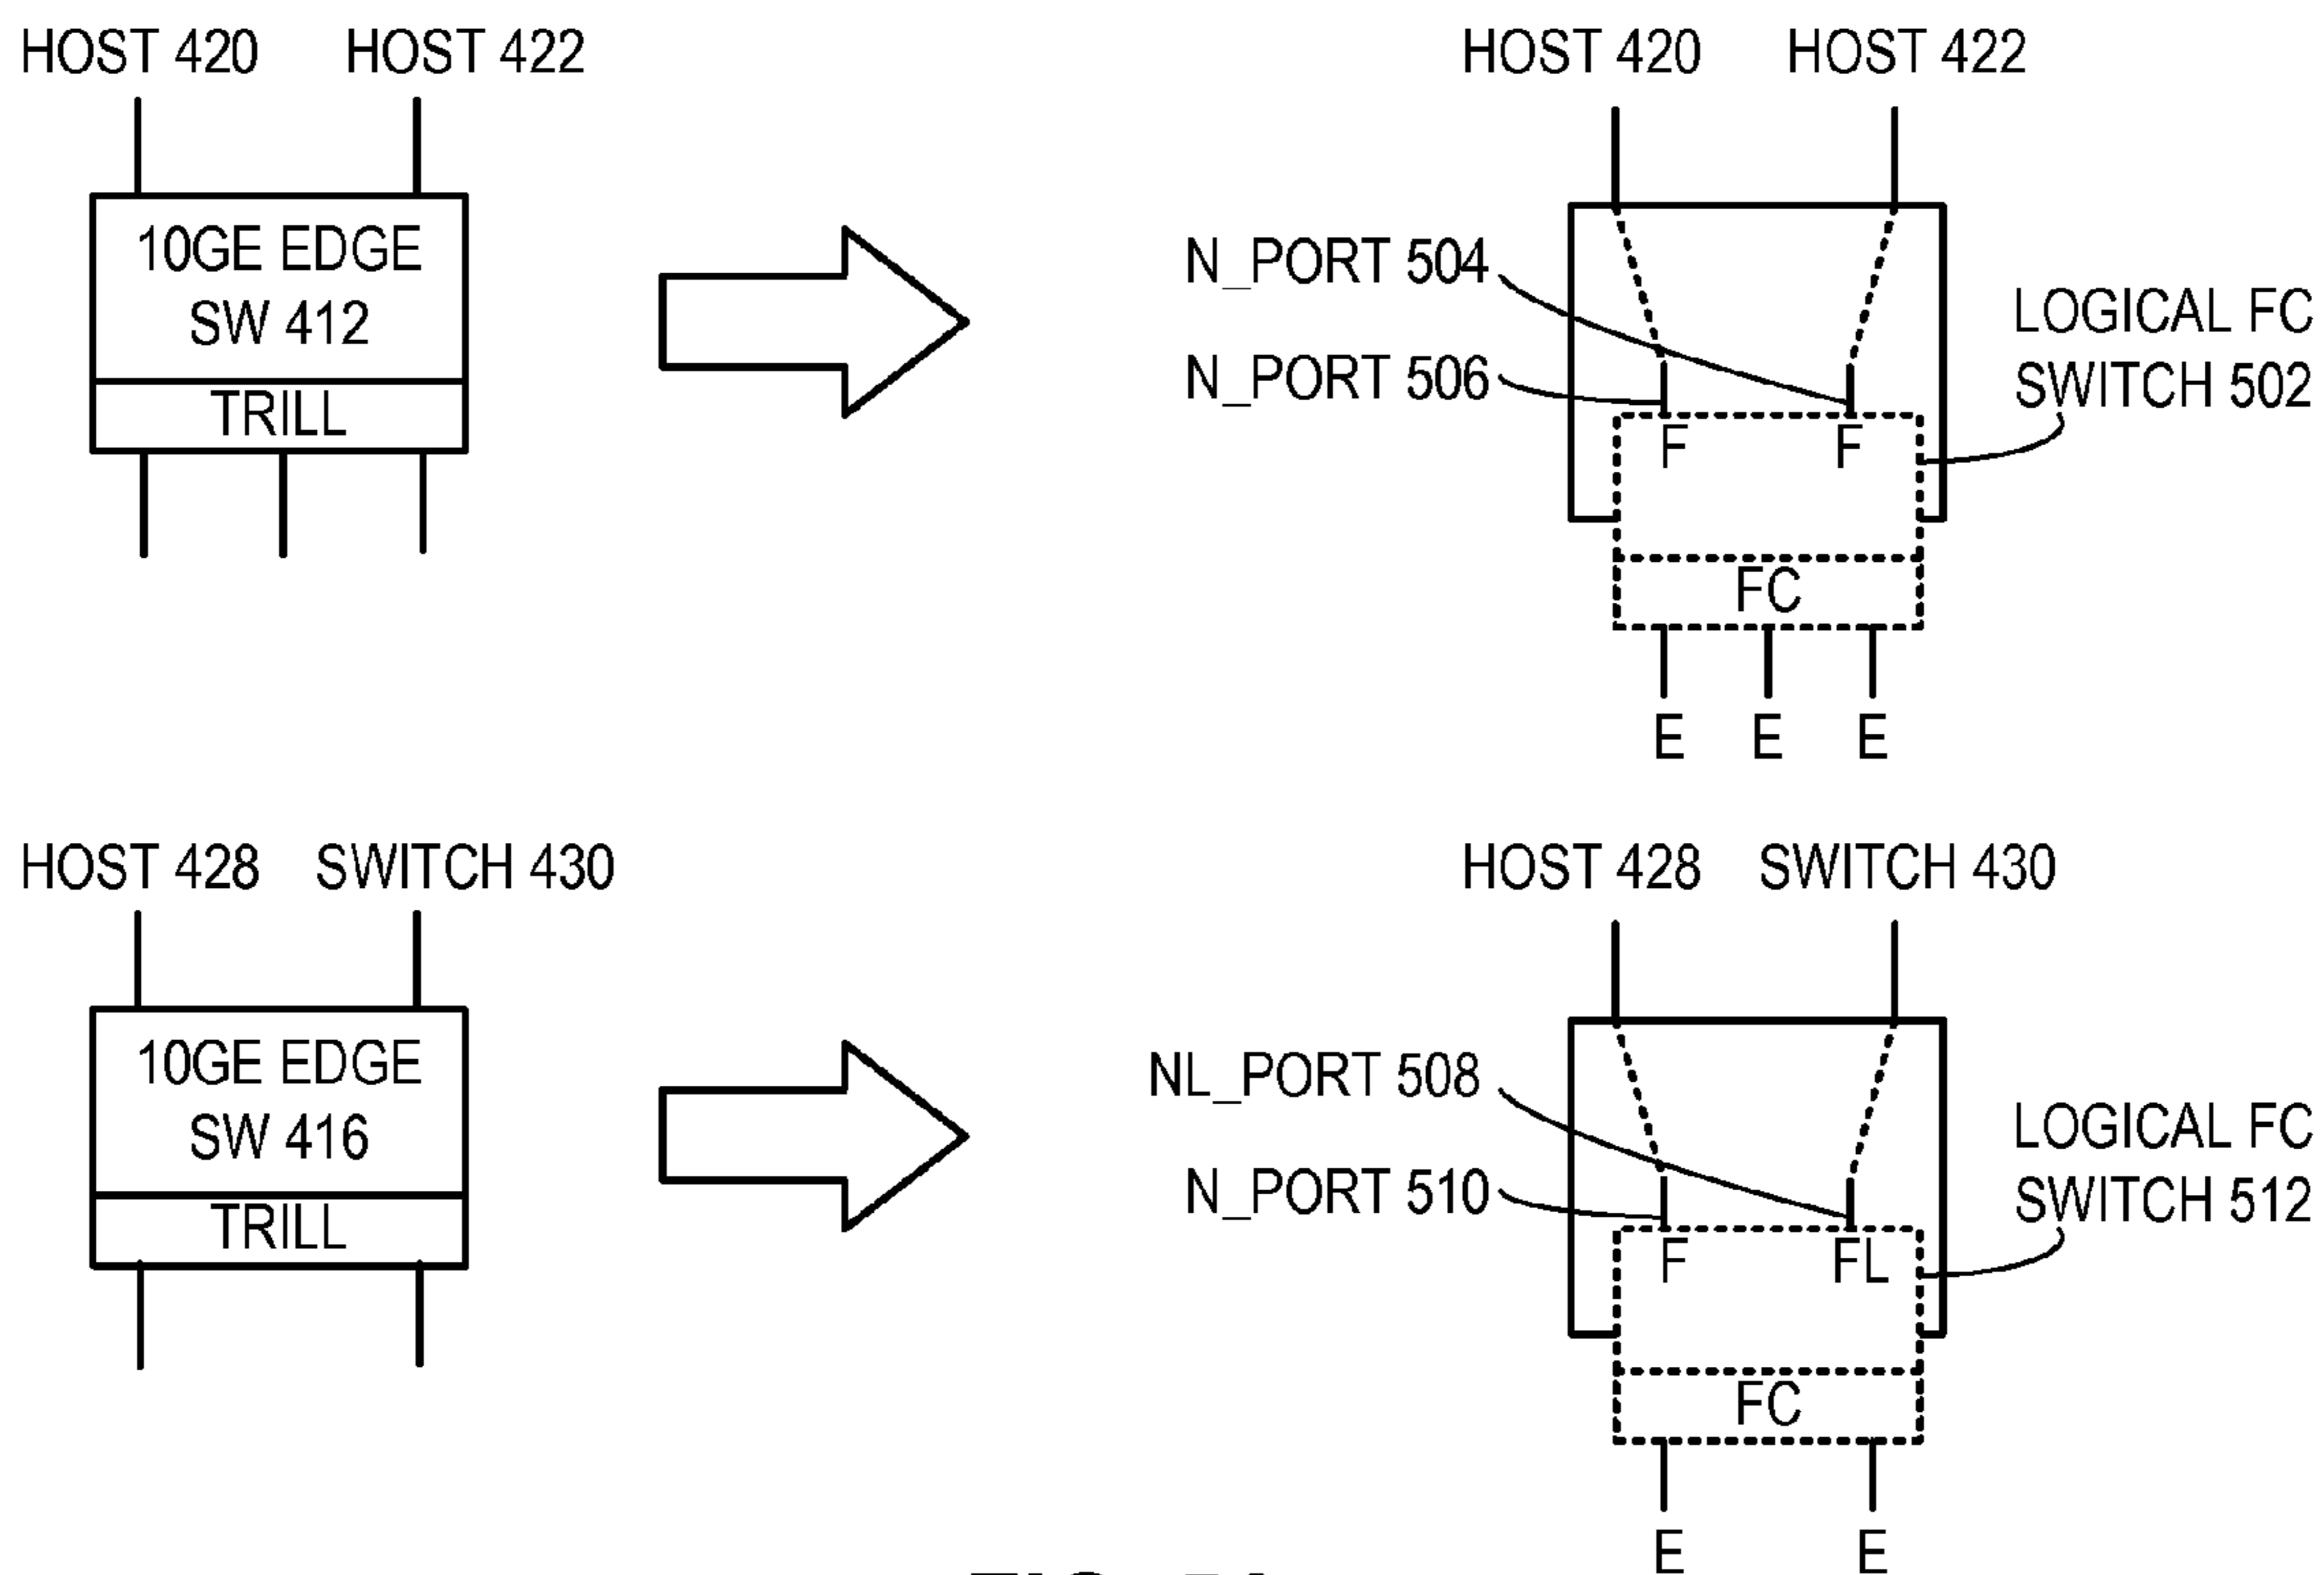 HOST 420 HOST 422
10GE EDGE
SW 412
TRILL
HOST 420 HOST 422
N_PORT 504
N_PORT 506
LOGICAL FC
SWITCH 502
F F
FC
E E E
HOST 428 SWITCH 430
10GE EDGE
SW 416
TRILL
HOST 428 SWITCH 430
NL_PORT 508
N_PORT 510
LOGICAL FC
SWITCH 512
F FL
FC
E E